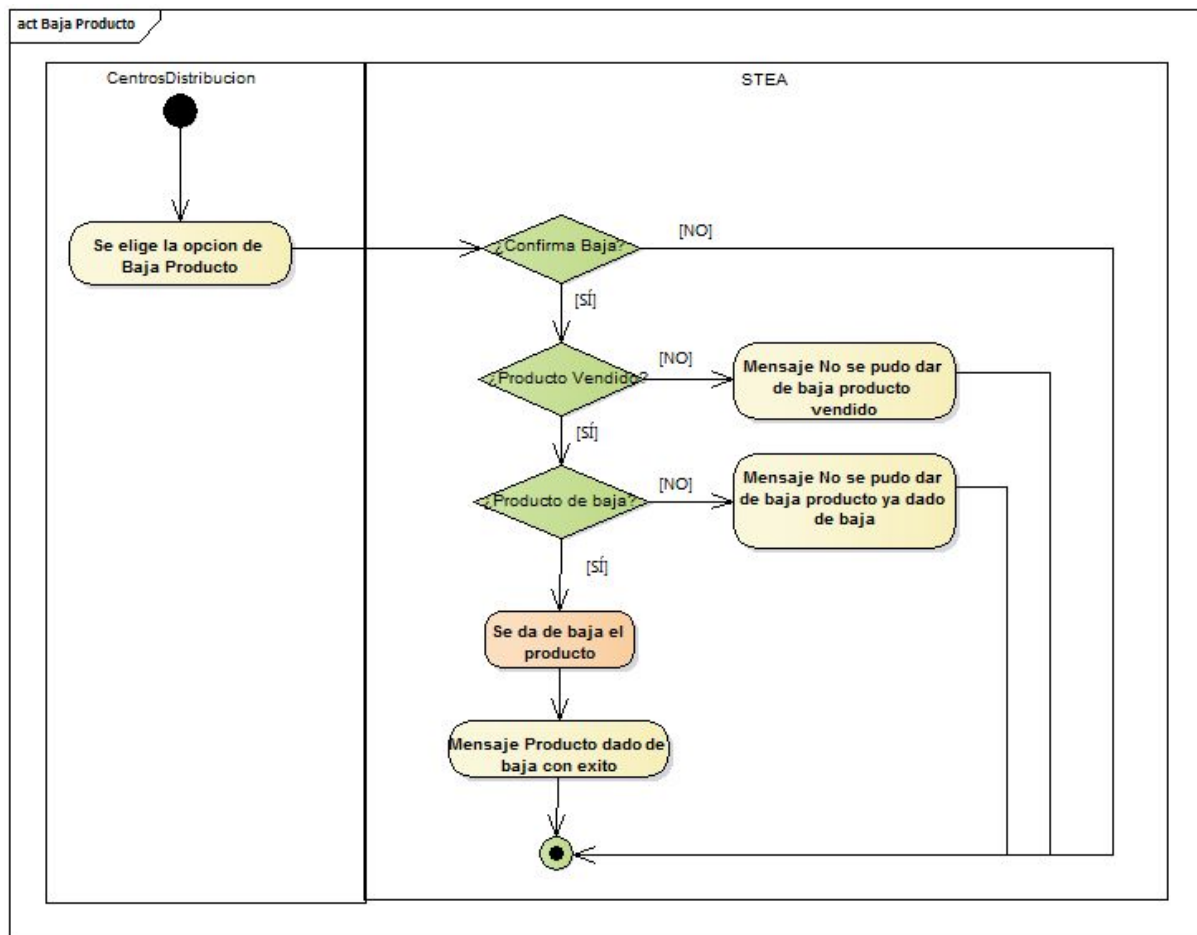 act Baja Producto
CentrosDistribucion
STEA
Se elige la opcion de
Baja Producto
¿Confirma Baja?
[NO]
[SÍ]
¿Producto Vendido?
[NO]
Mensaje No se pudo dar
de baja producto
vendido
[SÍ]
¿Producto de baja?
[NO]
Mensaje No se pudo dar
de baja producto ya dado
de baja
[SÍ]
Se da de baja el
producto
Mensaje Producto dado de
baja con exito